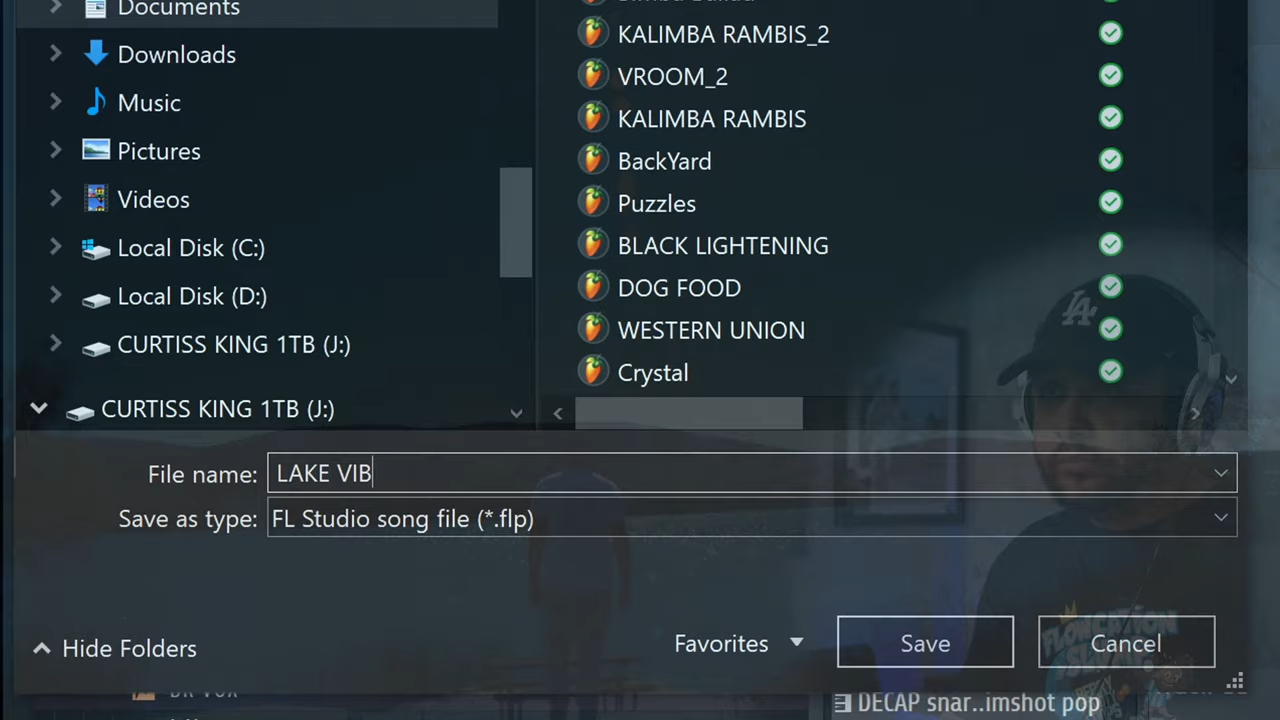 Documents
Downloads
Music
Pictures
Videos
Local Disk (C:)
Local Disk (D:)
CURTISS KING 1TB (J:)
CURTISS KING 1TB (J:)
KALIMBA RAMBIS_2
VROOM_2
KALIMBA RAMBIS
BackYard
Puzzles
BLACK LIGHTENING
DOG FOOD
WESTERN UNION
Crystal
File name: LAKE VIB
Save as type: FL Studio song file (*.flp)
Hide Folders
Favorites
Save
Cancel
DECAP snar..imshot pop
LA